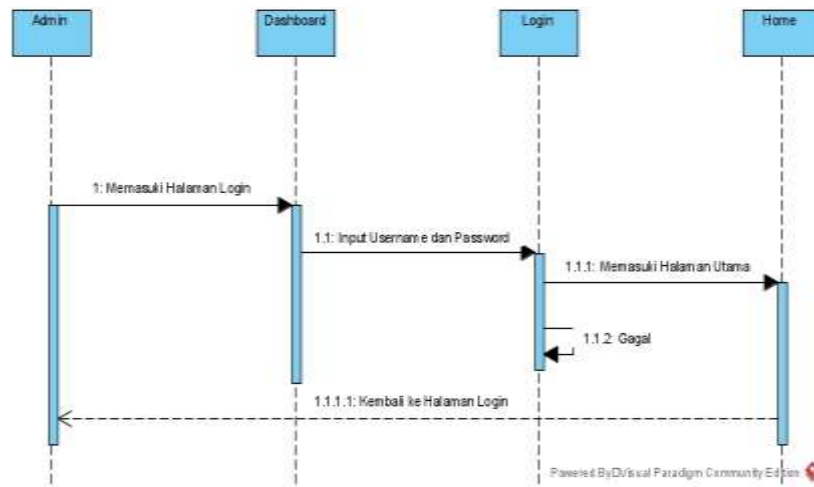 Admin
Dashboard
Login
Home
1: Memasuki Halaman Login
1.1: Input Username dan Password
1.1.1: Memasuki Halaman Utama
1.1.2: Gagal
1.1.1.1: Kembali ke Halaman Login
Powered By Visual Paradigm Community Edition